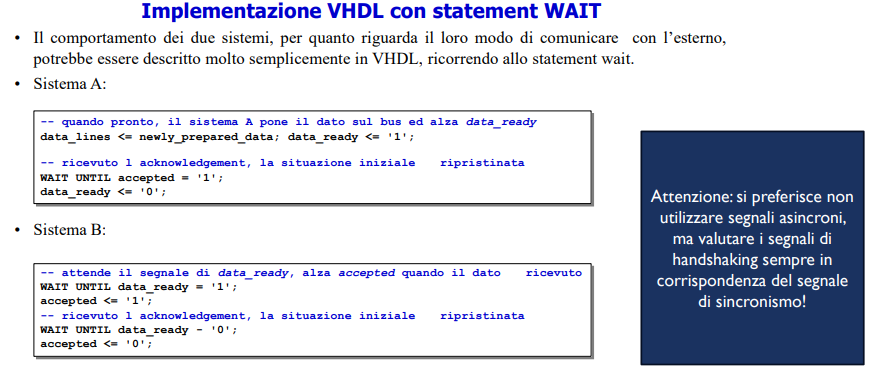 Implementazione VHDL con statement WAIT
• Il comportamento dei due sistemi, per quanto riguarda il loro modo di comunicare con l'esterno,
potrebbe essere descritto molto semplicemente in VHDL, ricorrendo allo statement wait.
• Sistema A:
-- quando pronto, il sistema A pone il dato sul bus ed alza data_ready
data_lines <= newly_prepared_data; data_ready <= '1';
-- ricevuto l acknowledgement, la situazione iniziale ripristinata
WAIT UNTIL accepted = '1';
data_ready <= '0';
• Sistema B:
-- attende il segnale di data_ready, alza accepted quando il dato ricevuto
WAIT UNTIL data_ready = '1';
accepted <= '1';
-- ricevuto l acknowledgement, la situazione iniziale ripristinata
WAIT UNTIL data_ready - '0';
accepted <= '0';
Attenzione: si preferisce non
utilizzare segnali asincroni,
ma valutare i segnali di
handshaking sempre in
corrispondenza del segnale
di sincronismo!